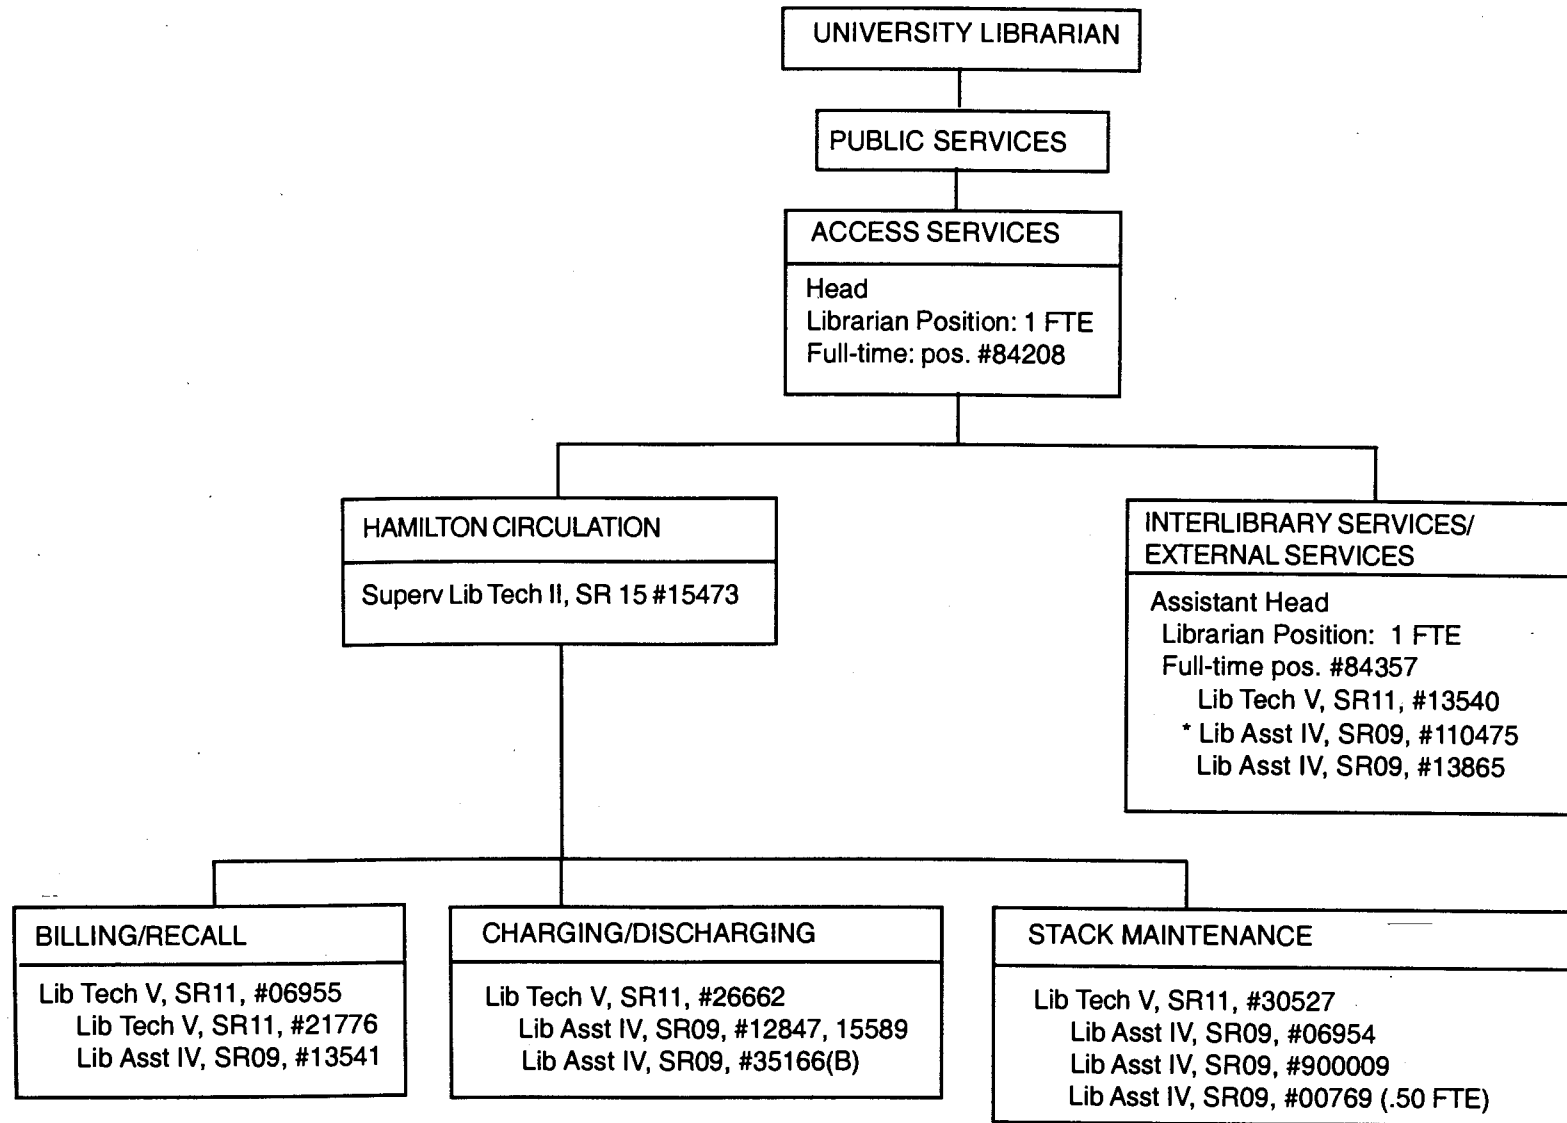 UNIVERSITY LIBRARIAN
PUBLIC SERVICES
ACCESS SERVICES
Head
Librarian Position: 1 FTE
Full-time: pos. #84208
HAMILTON CIRCULATION
Superv Lib Tech II, SR 15 #15473
INTERLIBRARY SERVICES/
EXTERNAL SERVICES
Assistant Head
Librarian Position: 1 FTE
Full-time pos. #84357
Lib Tech V, SR11, #13540
* Lib Asst IV, SR09, #110475
Lib Asst IV, SR09, #13865
BILLING/RECALL
Lib Tech V, SR11, #06955
Lib Tech V, SR11, #21776
Lib Asst IV, SR09, #13541
CHARGING/DISCHARGING
Lib Tech V, SR11, #26662
Lib Asst IV, SR09, #12847, 15589
Lib Asst IV, SR09, #35166(B)
STACK MAINTENANCE
Lib Tech V, SR11, #30527
Lib Asst IV, SR09, #06954
Lib Asst IV, SR09, #900009
Lib Asst IV, SR09, #00769 (.50 FTE)